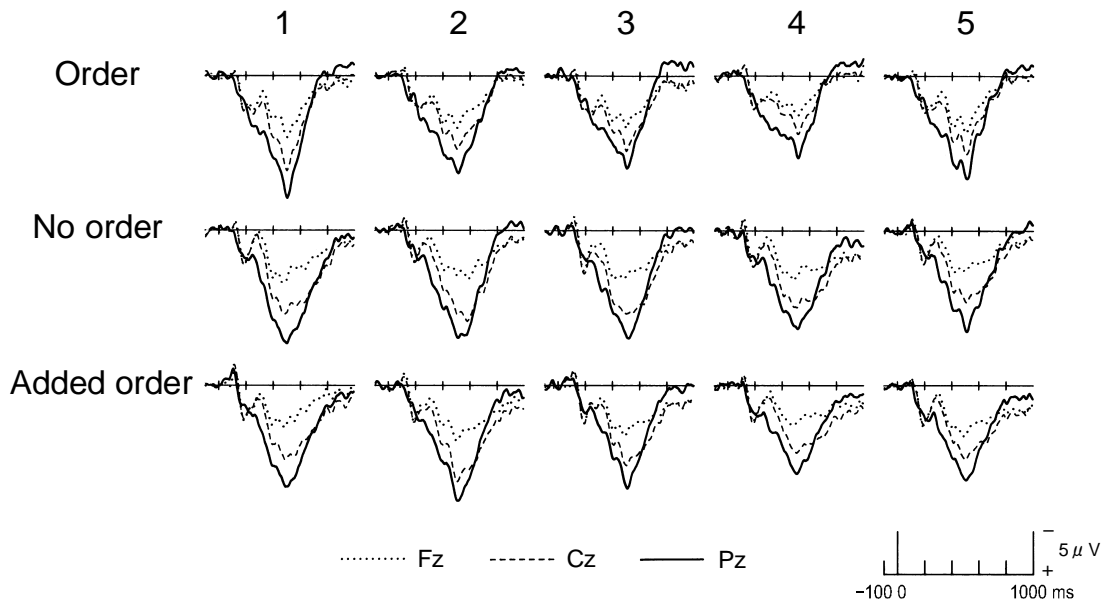 1 2 3 4 5
Order
No order
Added order
Fz Cz Pz
−
5 μ V
+
−100 0 1000 ms